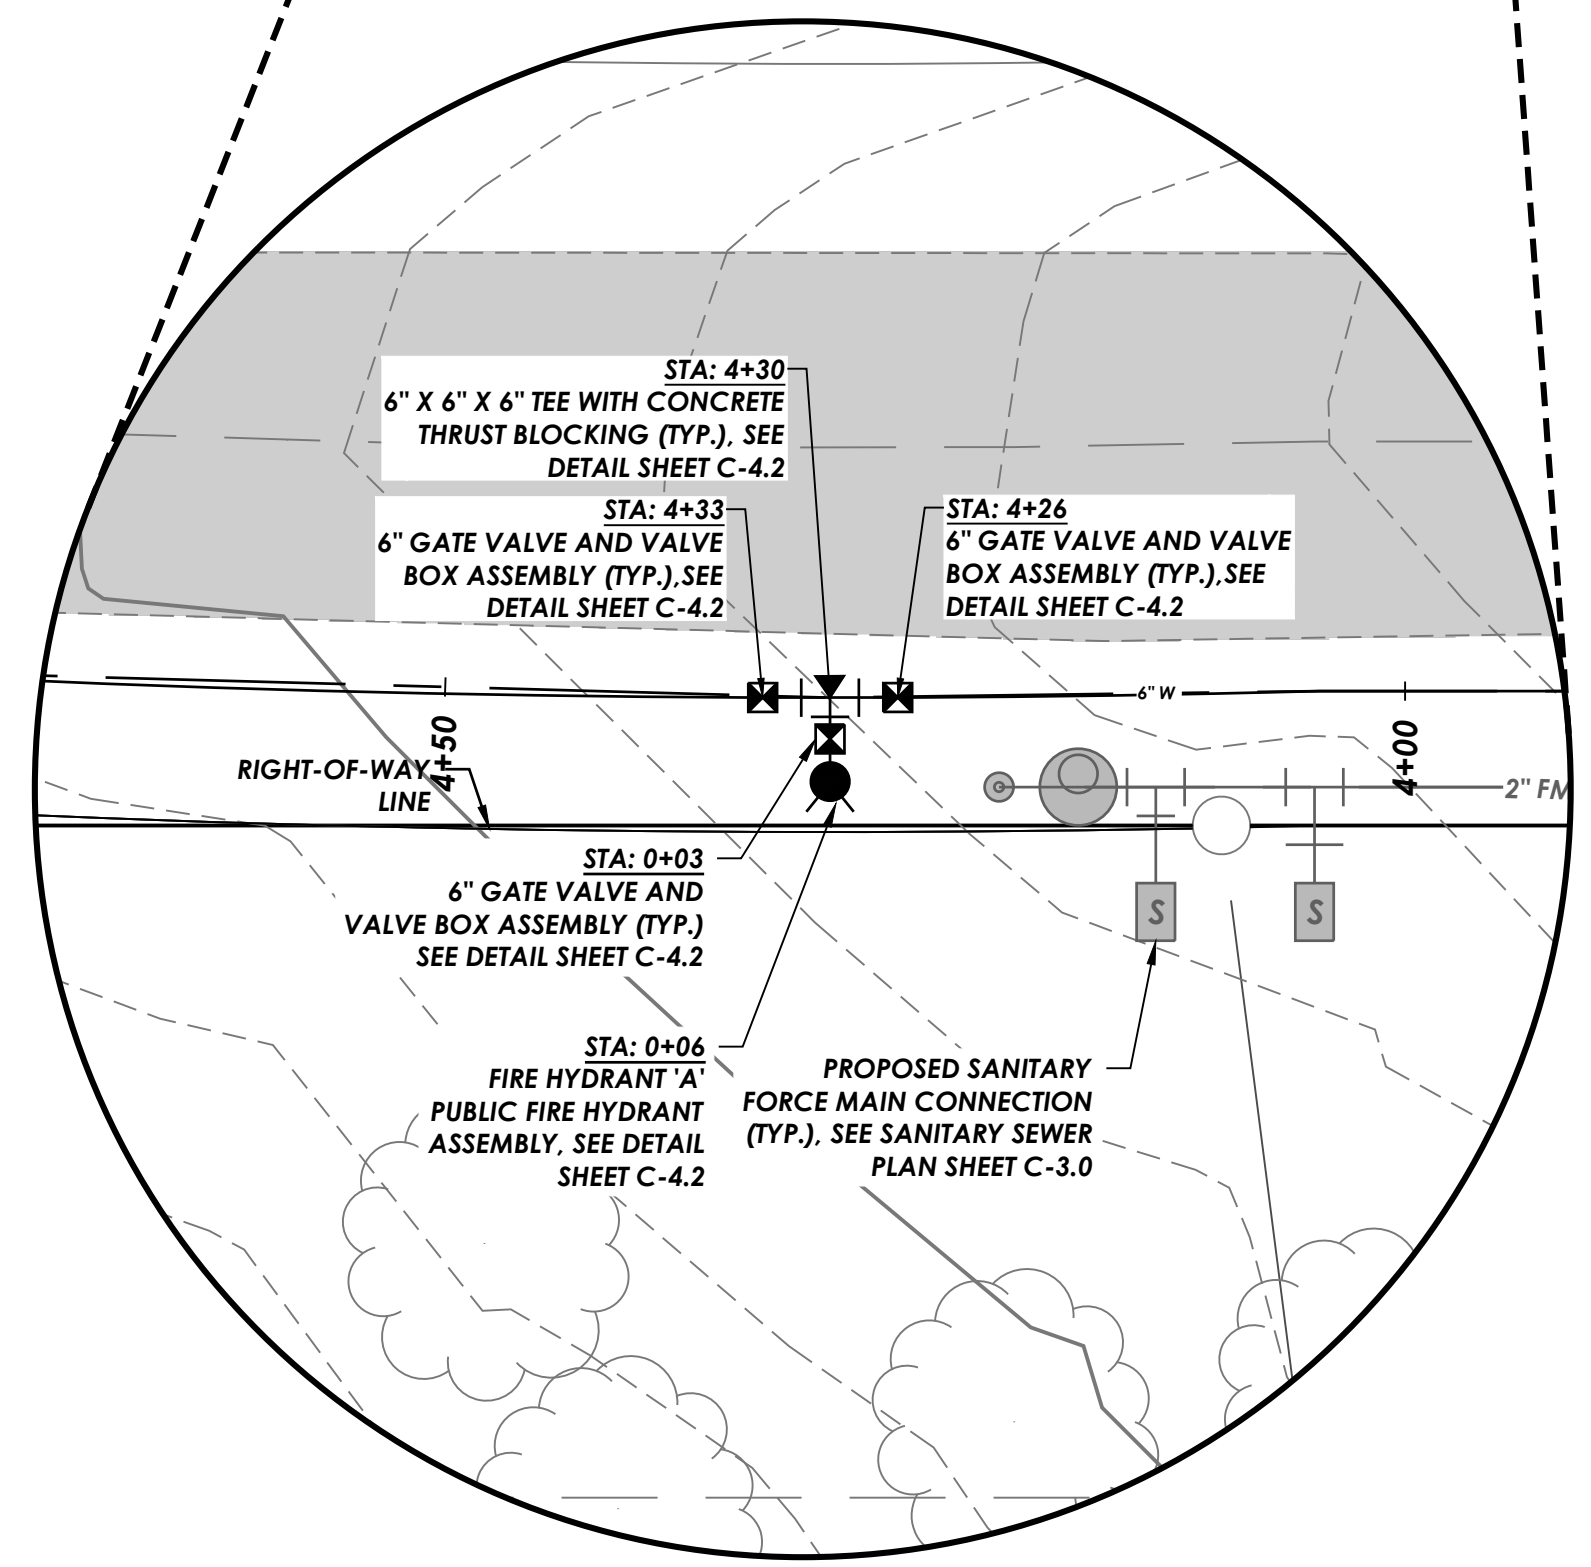 STA: 4+30
6" X 6" X 6" TEE WITH CONCRETE
THRUST BLOCKING (TYP.), SEE
DETAIL SHEET C-4.2
STA: 4+33
6" GATE VALVE AND VALVE
BOX ASSEMBLY (TYP.),SEE
DETAIL SHEET C-4.2
STA: 4+26
6" GATE VALVE AND VALVE
BOX ASSEMBLY (TYP.),SEE
DETAIL SHEET C-4.2
6" W
4+50
4+00
RIGHT-OF-WAY
LINE
2" FM
STA: 0+03
6" GATE VALVE AND
VALVE BOX ASSEMBLY (TYP.)
SEE DETAIL SHEET C-4.2
S
S
STA: 0+06
FIRE HYDRANT 'A'
PUBLIC FIRE HYDRANT
ASSEMBLY, SEE DETAIL
SHEET C-4.2
PROPOSED SANITARY
FORCE MAIN CONNECTION
(TYP.), SEE SANITARY SEWER
PLAN SHEET C-3.0